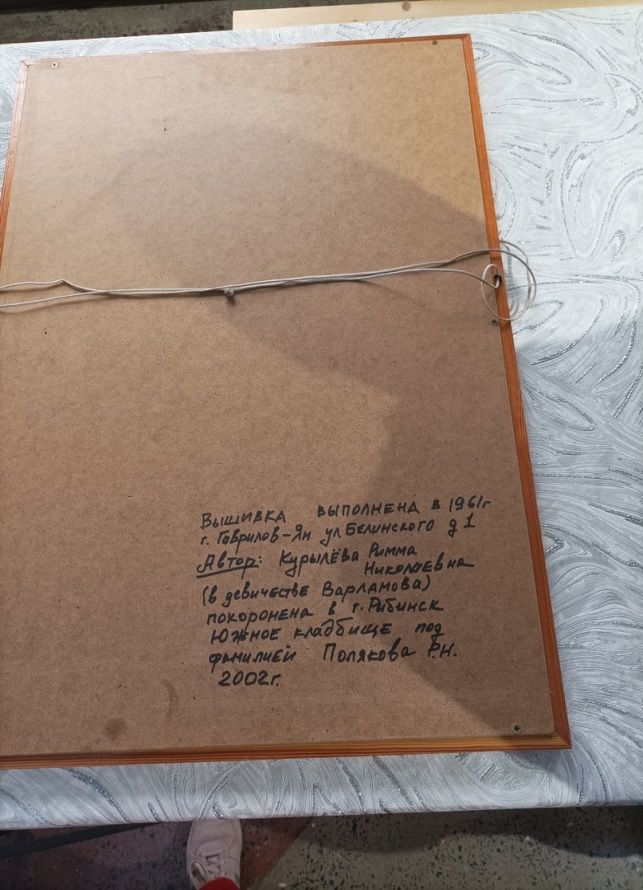 Вышивка выполнена в 1961г
г. Гаврилов-Ям ул Белинского д 1
Автор: Курылёва Римма
Николаевна
(в девичестве Варламова)
покоронена в г. Рыбинск
Южное кладбище под
фамилией Полякова Р.Н.
2002г.